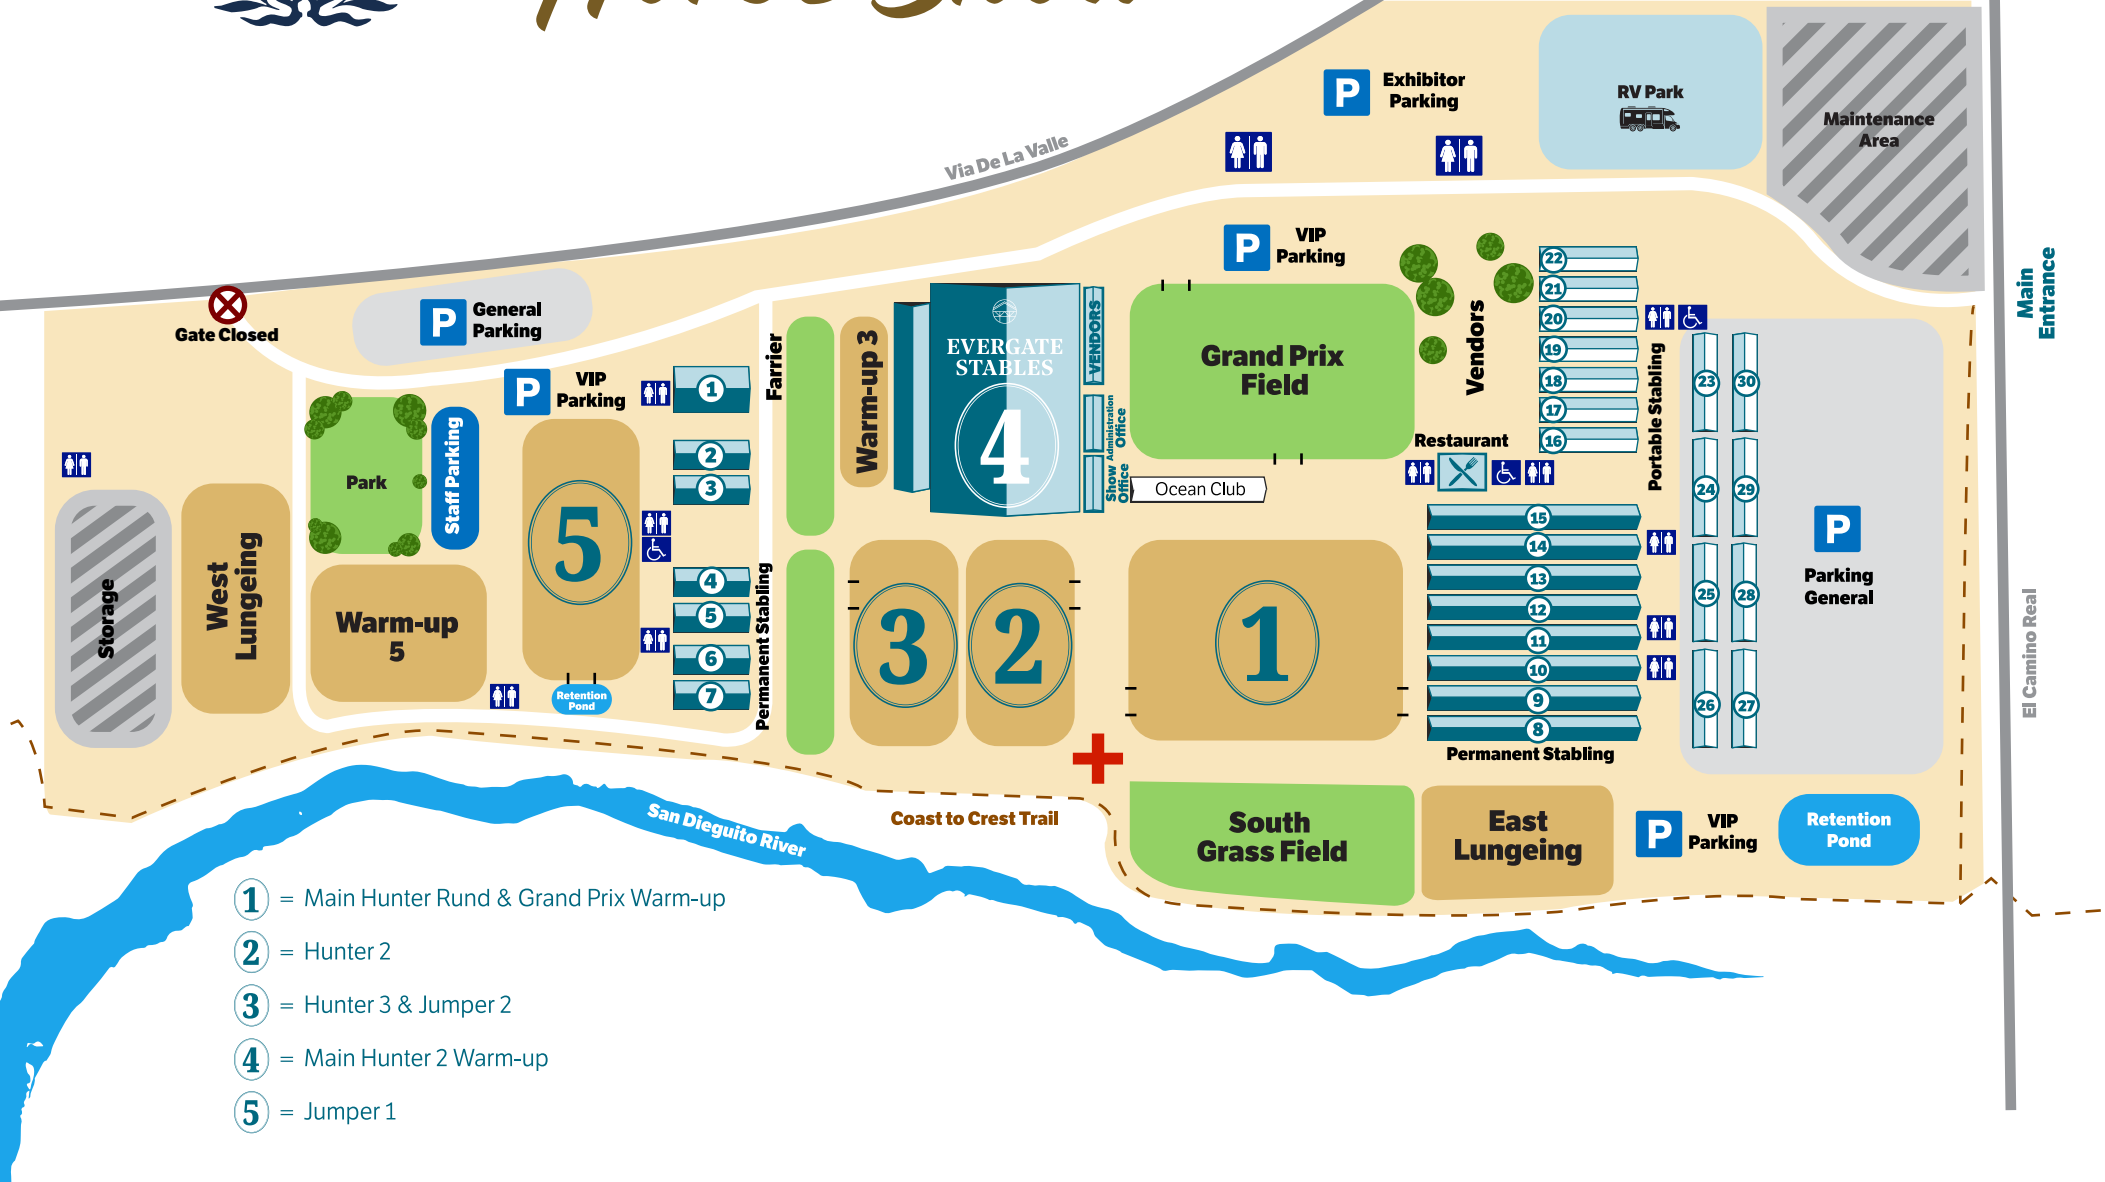 Via De La Valle
Exhibitor
Parking
P
RV Park
Maintenance
Area
Main
Entrance
El Camino Real
P
VIP
Parking
Gate Closed
P
General
Parking
P
VIP
Parking
Park
Staff Parking
Storage
West
Lungeing
Warm-up
5
5
Retention
Pond
1
2
3
4
5
6
7
Farrier
Permanent Stabling
Warm-up 3
EVERGATE
STABLES
4
VENDORS
Administration
Office
Show
Office
Grand Prix
Field
Ocean Club
Vendors
Restaurant
22
21
20
19
18
17
16
Portable Stabling
15
14
13
12
11
10
9
8
Permanent Stabling
23
30
24
29
25
28
26
27
P
Parking
General
3
2
1
South
Grass Field
East
Lungeing
P
VIP
Parking
Retention
Pond
Coast to Crest Trail
San Dieguito River
1 = Main Hunter Rund & Grand Prix Warm-up
2 = Hunter 2
3 = Hunter 3 & Jumper 2
4 = Main Hunter 2 Warm-up
5 = Jumper 1